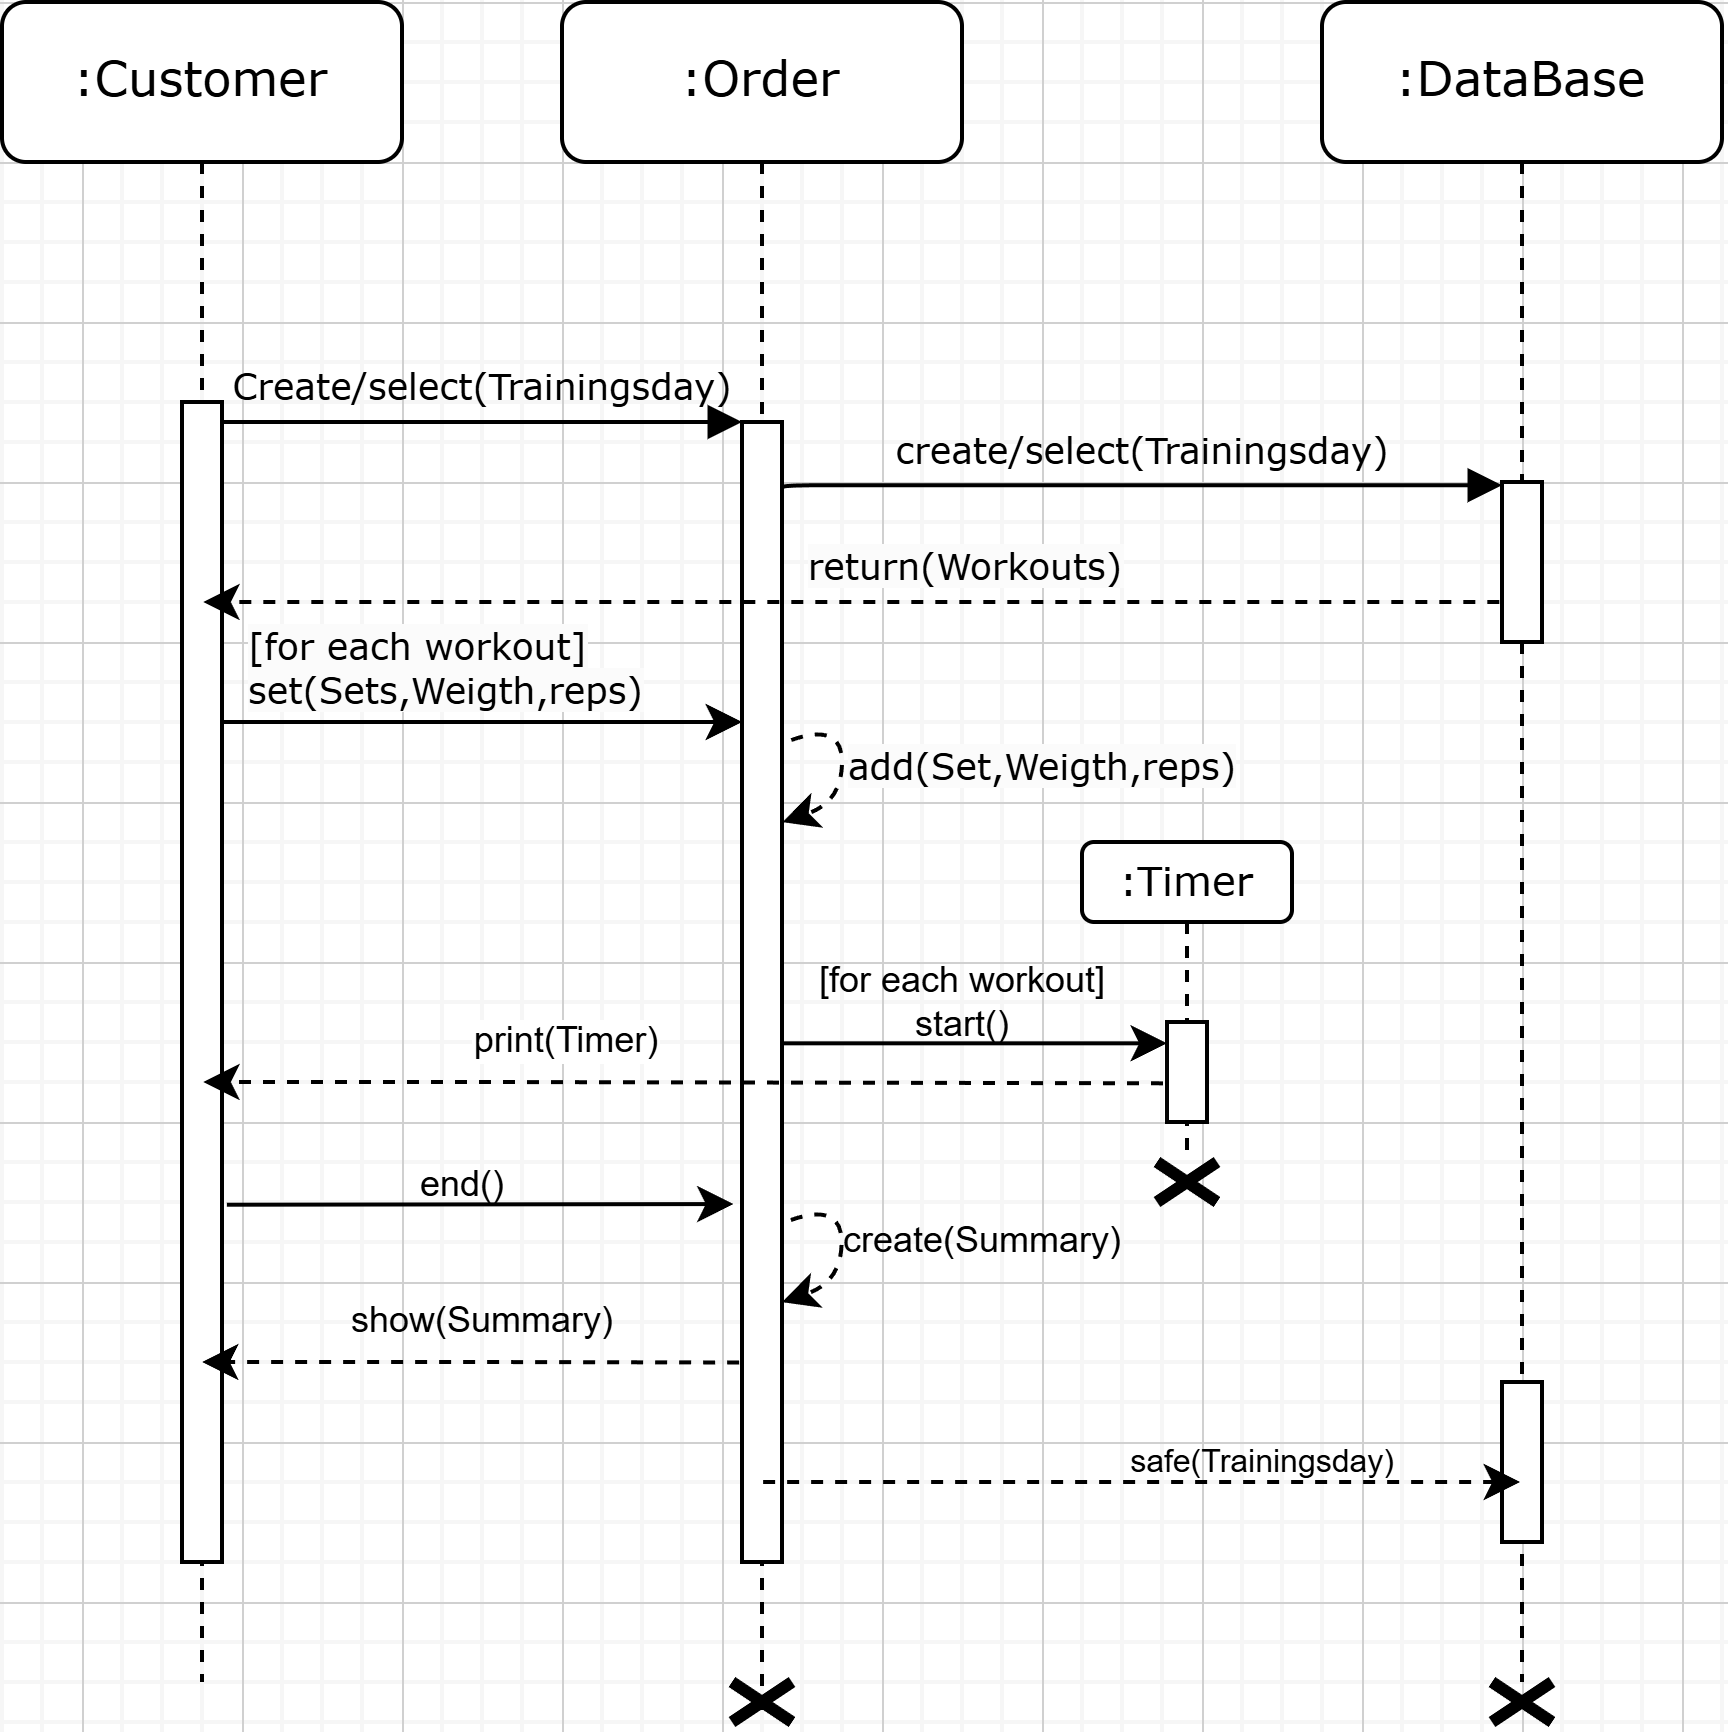 :Customer
:Order
:DataBase
Create/select(Trainingsday)
create/select(Trainingsday)
return(Workouts)
[for each workout]
set(Sets,Weigth,reps)
add(Set,Weigth,reps)
:Timer
[for each workout]
start()
print(Timer)
end()
create(Summary)
show(Summary)
safe(Trainingsday)